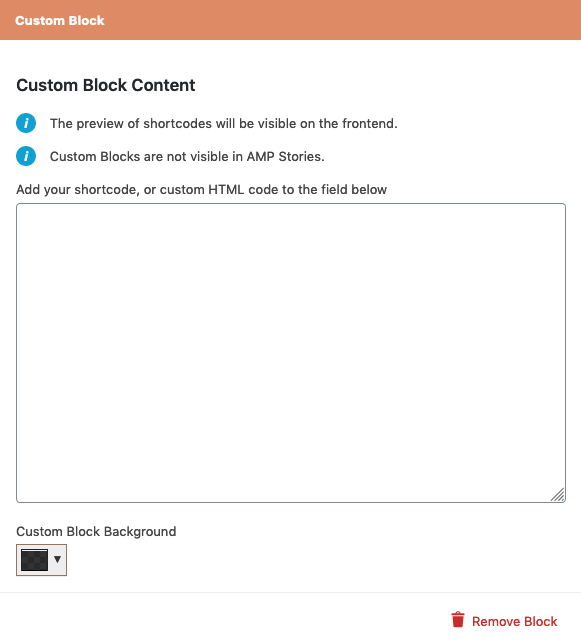 Custom Block
Custom Block Content
The preview of shortcodes will be visible on the frontend.
Custom Blocks are not visible in AMP Stories.
Add your shortcode, or custom HTML code to the field below
Custom Block Background
Remove Block